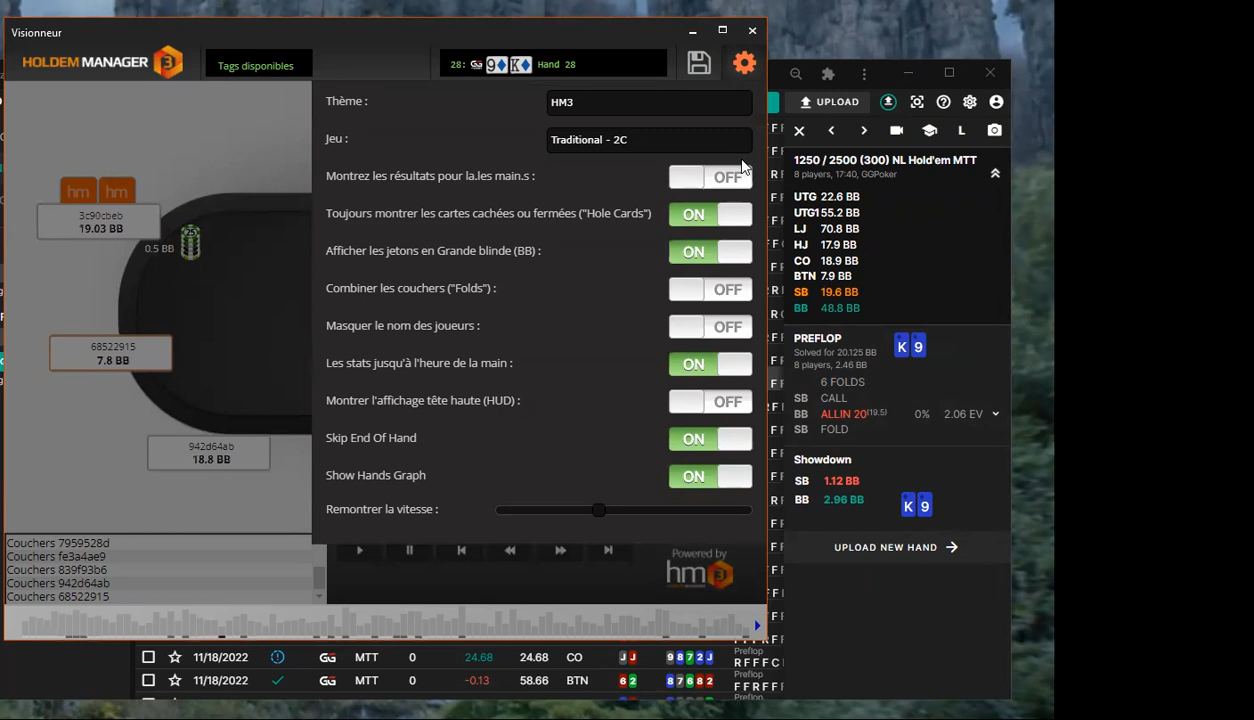 Visionneur
HOLDEM MANAGER 3
Tags disponibles
28: GG 9♦ K♦ Hand 28
Thème :
HM3
Jeu :
Traditional - 2C
Montrez les résultats pour la.les main.s :
OFF
Toujours montrer les cartes cachées ou fermées ("Hole Cards")
ON
Afficher les jetons en Grande blinde (BB) :
ON
Combiner les couchers ("Folds") :
OFF
Masquer le nom des joueurs :
OFF
Les stats jusqu'à l'heure de la main :
ON
Montrer l'affichage tête haute (HUD) :
OFF
Skip End Of Hand
ON
Show Hands Graph
ON
Remontrer la vitesse :
hm hm
3c90cbeb
19.03 BB
0.5 BB
25
68522915
7.8 BB
942d64ab
18.8 BB
Couchers 7959528d
Couchers fe3a4ae9
Couchers 839f93b6
Couchers 942d64ab
Couchers 68522915
Powered by
hm 3
UPLOAD
L
1250 / 2500 (300) NL Hold'em MTT
8 players, 17:40, GGPoker
UTG 22.6 BB
UTG1 55.2 BB
LJ 70.8 BB
HJ 17.9 BB
CO 18.9 BB
BTN 7.9 BB
SB 19.6 BB
BB 48.8 BB
PREFLOP
K 9
Solved for 20.125 BB
8 players, 2.46 BB
6 FOLDS
SB CALL
BB ALLIN 20(19.5) 0% 2.06 EV
SB FOLD
Showdown
SB 1.12 BB
BB 2.96 BB
K 9
UPLOAD NEW HAND
11/18/2022 GG MTT 0 24.68 24.68 CO J J 9 8 7 2 J Preflop
R F F F C
11/18/2022 GG MTT 0 -0.13 58.66 BTN 6 2 8 7 6 8 2 Preflop
F F R F F